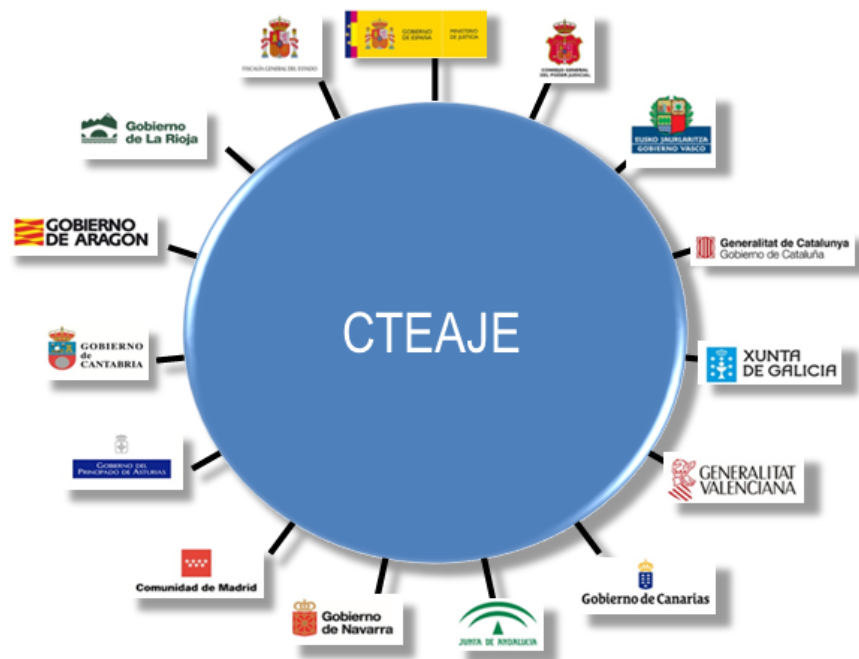 FISCALÍA GENERAL DEL ESTADO
GOBIERNO
DE ESPAÑA
MINISTERIO
DE JUSTICIA
CONSEJO GENERAL
DEL PODER JUDICIAL
Gobierno
de La Rioja
EUSKO JAURLARITZA
GOBIERNO VASCO
GOBIERNO
DE ARAGON
Generalitat de Catalunya
Gobierno de Cataluña
CTEAJE
GOBIERNO
de
CANTABRIA
XUNTA
DE GALICIA
GOBIERNO DEL
PRINCIPADO DE ASTURIAS
GENERALITAT
VALENCIANA
Comunidad de Madrid
Gobierno de Canarias
Gobierno
de Navarra
JUNTA DE ANDALUCIA